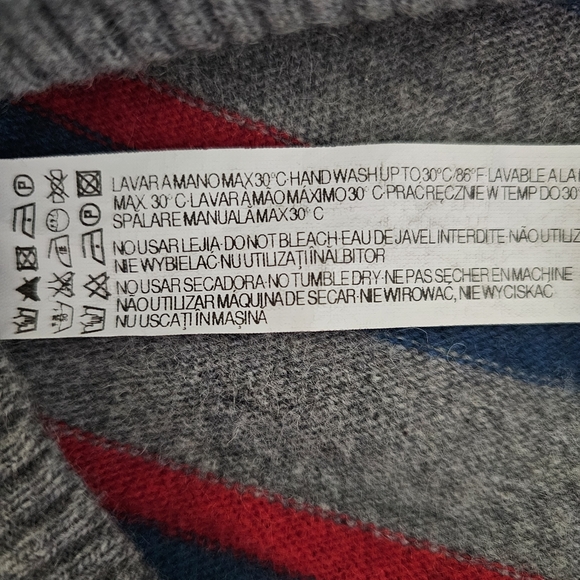 LAVAR A MANO MAX 30°C·HAND WASH UP TO 30°C/86°F·LAVABLE A LA
MAX. 30° C·LAVAR A MÃO MÁXIMO 30° C·PRAC RĘCZNIE W TEMP DO 30°
SPĂLARE MANUALĂ MAX 30° C
NO USAR LEJIA·DO NOT BLEACH·EAU DE JAVEL INTERDITE·NÃO UTILIZ
NIE WYBIELAĆ·NU UTILIZAȚI ÎNĂLBITOR
NO USAR SECADORA·NO TUMBLE DRY·NE PAS SÉCHER EN MACHINE
NÃO UTILIZAR MÁQUINA DE SECAR·NIE WIROWAĆ, NIE WYCISKAĆ
NU USCAȚI ÎN MAȘINA